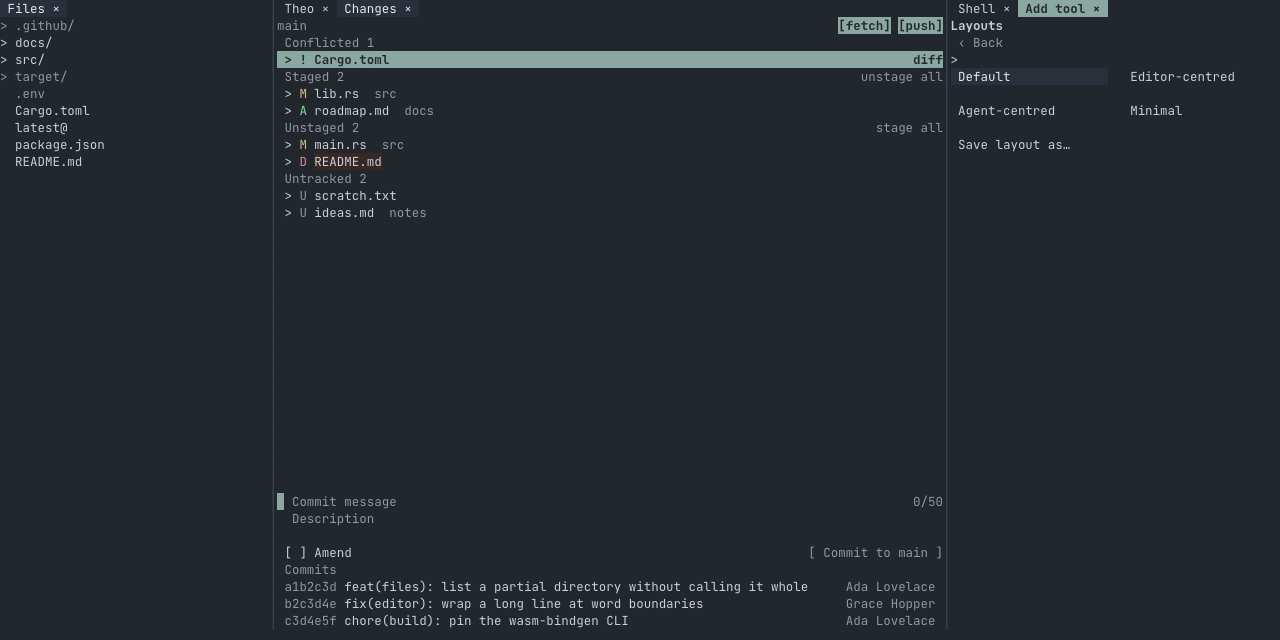 Files × Theo × Changes × Shell × Add tool ×
> .github/
> docs/
> src/
> target/
.env
Cargo.toml
latest@
package.json
README.md
main [fetch] [push]
Conflicted 1
> ! Cargo.toml diff
Staged 2 unstage all
> M lib.rs src
> A roadmap.md docs
Unstaged 2 stage all
> M main.rs src
> D README.md
Untracked 2
> U scratch.txt
> U ideas.md notes
Commit message 0/50
Description
[ ] Amend [ Commit to main ]
Commits
a1b2c3d feat(files): list a partial directory without calling it whole Ada Lovelace
b2c3d4e fix(editor): wrap a long line at word boundaries Grace Hopper
c3d4e5f chore(build): pin the wasm-bindgen CLI Ada Lovelace
Layouts
‹ Back
>
Default Editor-centred
Agent-centred Minimal
Save layout as…